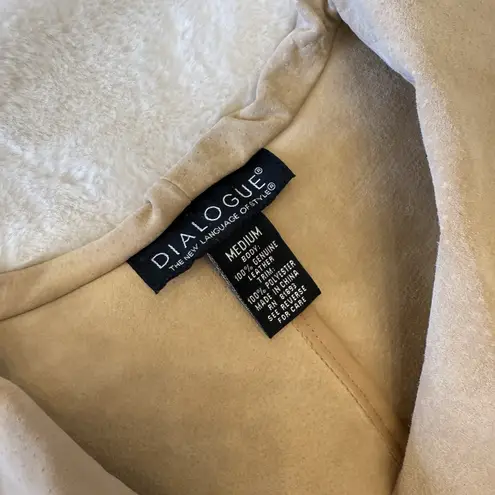 DIALOGUE®
THE NEW LANGUAGE OF STYLE®
MEDIUM
BODY:
100% GENUINE
LEATHER
TRIM:
100% POLYESTER
MADE IN CHINA
RN 81699
SEE REVERSE
FOR CARE